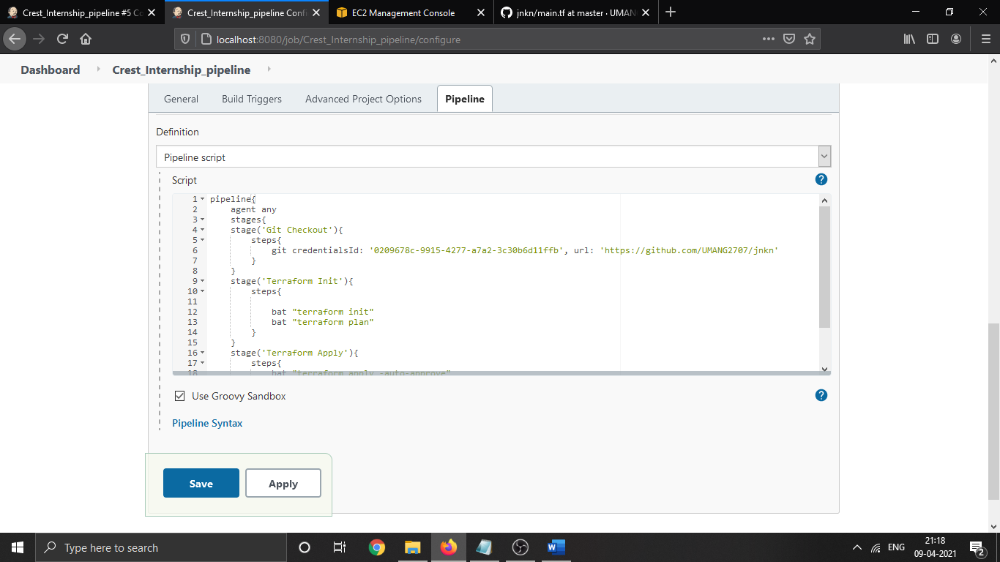 Crest_Internship_pipeline #5 Co
Crest_Internship_pipeline Confi
EC2 Management Console
jnkn/main.tf at master · UMAN
localhost:8080/job/Crest_Internship_pipeline/configure
Dashboard
Crest_Internship_pipeline
General
Build Triggers
Advanced Project Options
Pipeline
Definition
Pipeline script
Script
?
1 pipeline{
2 agent any
3 stages{
4 stage('Git Checkout'){
5 steps{
6 git credentialsId: '0209678c-9915-4277-a7a2-3c30b6d11ffb', url: 'https://github.com/UMANG2707/jnkn'
7 }
8 }
9 stage('Terraform Init'){
10 steps{
11
12 bat "terraform init"
13 bat "terraform plan"
14 }
15 }
16 stage('Terraform Apply'){
17 steps{
18 bat "terraform apply -auto-approve"
Use Groovy Sandbox
?
Pipeline Syntax
Save
Apply
Type here to search
W
ENG
21:18
09-04-2021
2